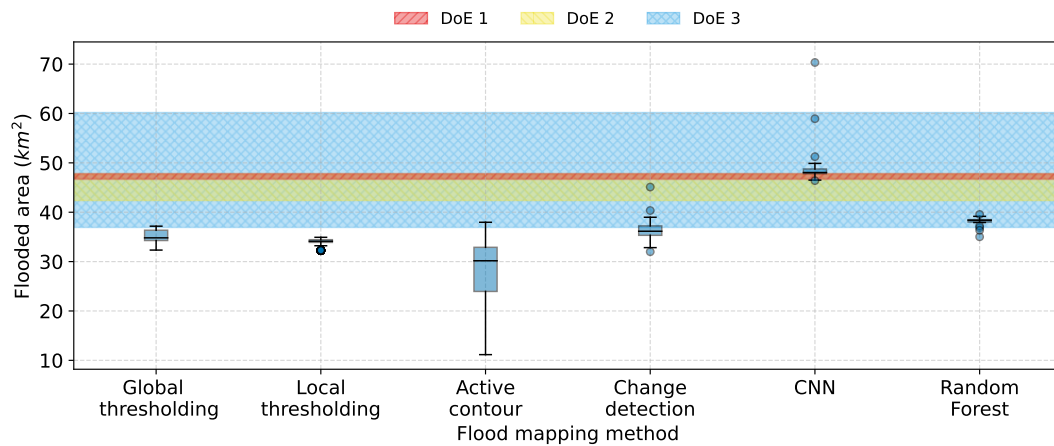 DoE 1 DoE 2 DoE 3
70
60
50
40
30
20
10
Flooded area (km²)
Global thresholding
Local thresholding
Active contour
Change detection
CNN
Random Forest
Flood mapping method